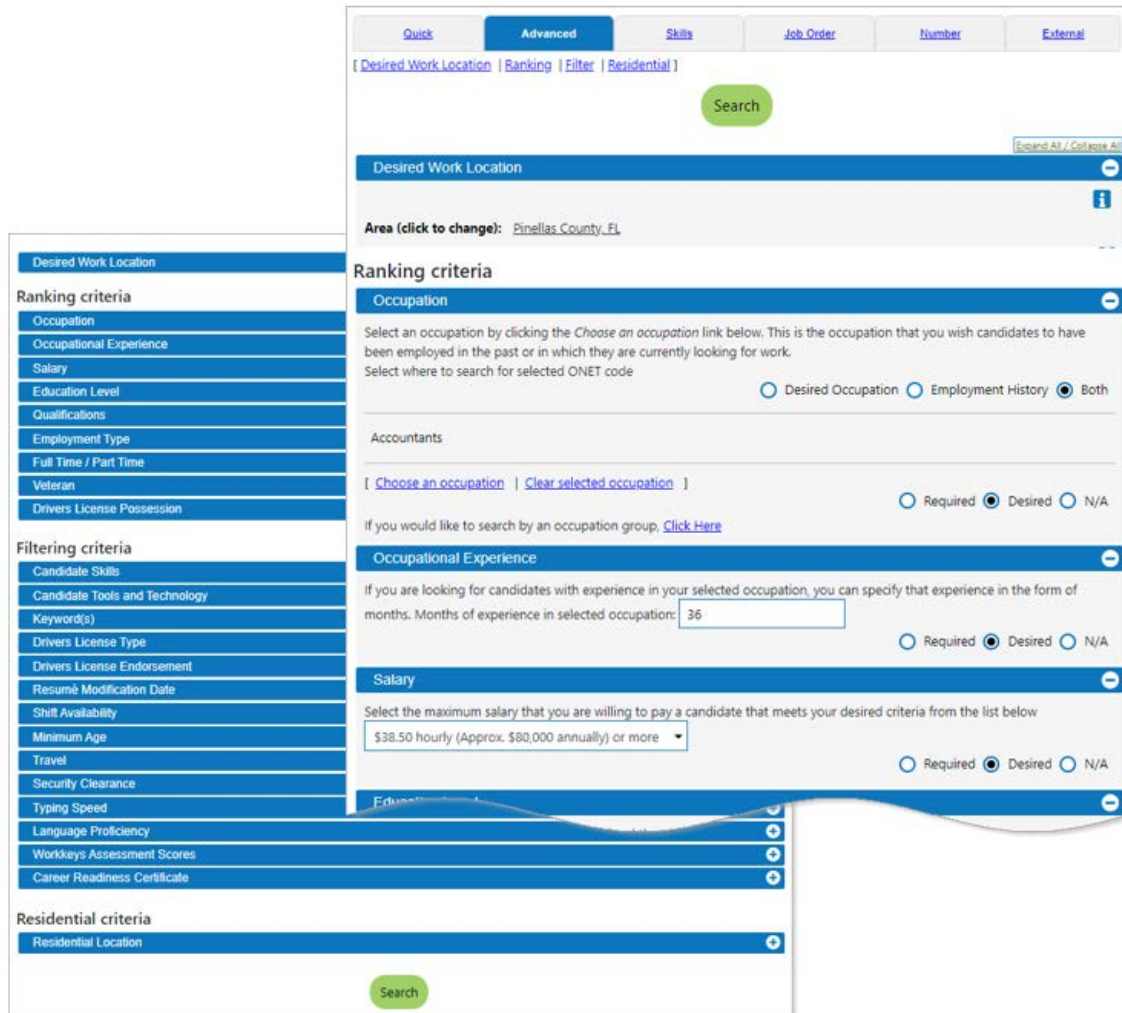 Quick
Advanced
Skills
Job Order
Number
External
[ Desired Work Location | Ranking | Filter | Residential ]
Search
Expand All / Collapse All
Desired Work Location
Area (click to change): Pinellas County, FL
Ranking criteria
Occupation
Select an occupation by clicking the Choose an occupation link below. This is the occupation that you wish candidates to have
been employed in the past or in which they are currently looking for work.
Select where to search for selected ONET code
Desired Occupation Employment History Both
Accountants
[ Choose an occupation | Clear selected occupation ]
Required Desired N/A
If you would like to search by an occupation group, Click Here
Occupational Experience
If you are looking for candidates with experience in your selected occupation, you can specify that experience in the form of
months. Months of experience in selected occupation: 36
Required Desired N/A
Salary
Select the maximum salary that you are willing to pay a candidate that meets your desired criteria from the list below
$38.50 hourly (Approx. $80,000 annually) or more
Required Desired N/A
Desired Work Location
Ranking criteria
Occupation
Occupational Experience
Salary
Education Level
Qualifications
Employment Type
Full Time / Part Time
Veteran
Drivers License Possession
Filtering criteria
Candidate Skills
Candidate Tools and Technology
Keyword(s)
Drivers License Type
Drivers License Endorsement
Resumè Modification Date
Shift Availability
Minimum Age
Travel
Security Clearance
Typing Speed
Language Proficiency
Workkeys Assessment Scores
Career Readiness Certificate
Residential criteria
Residential Location
Search